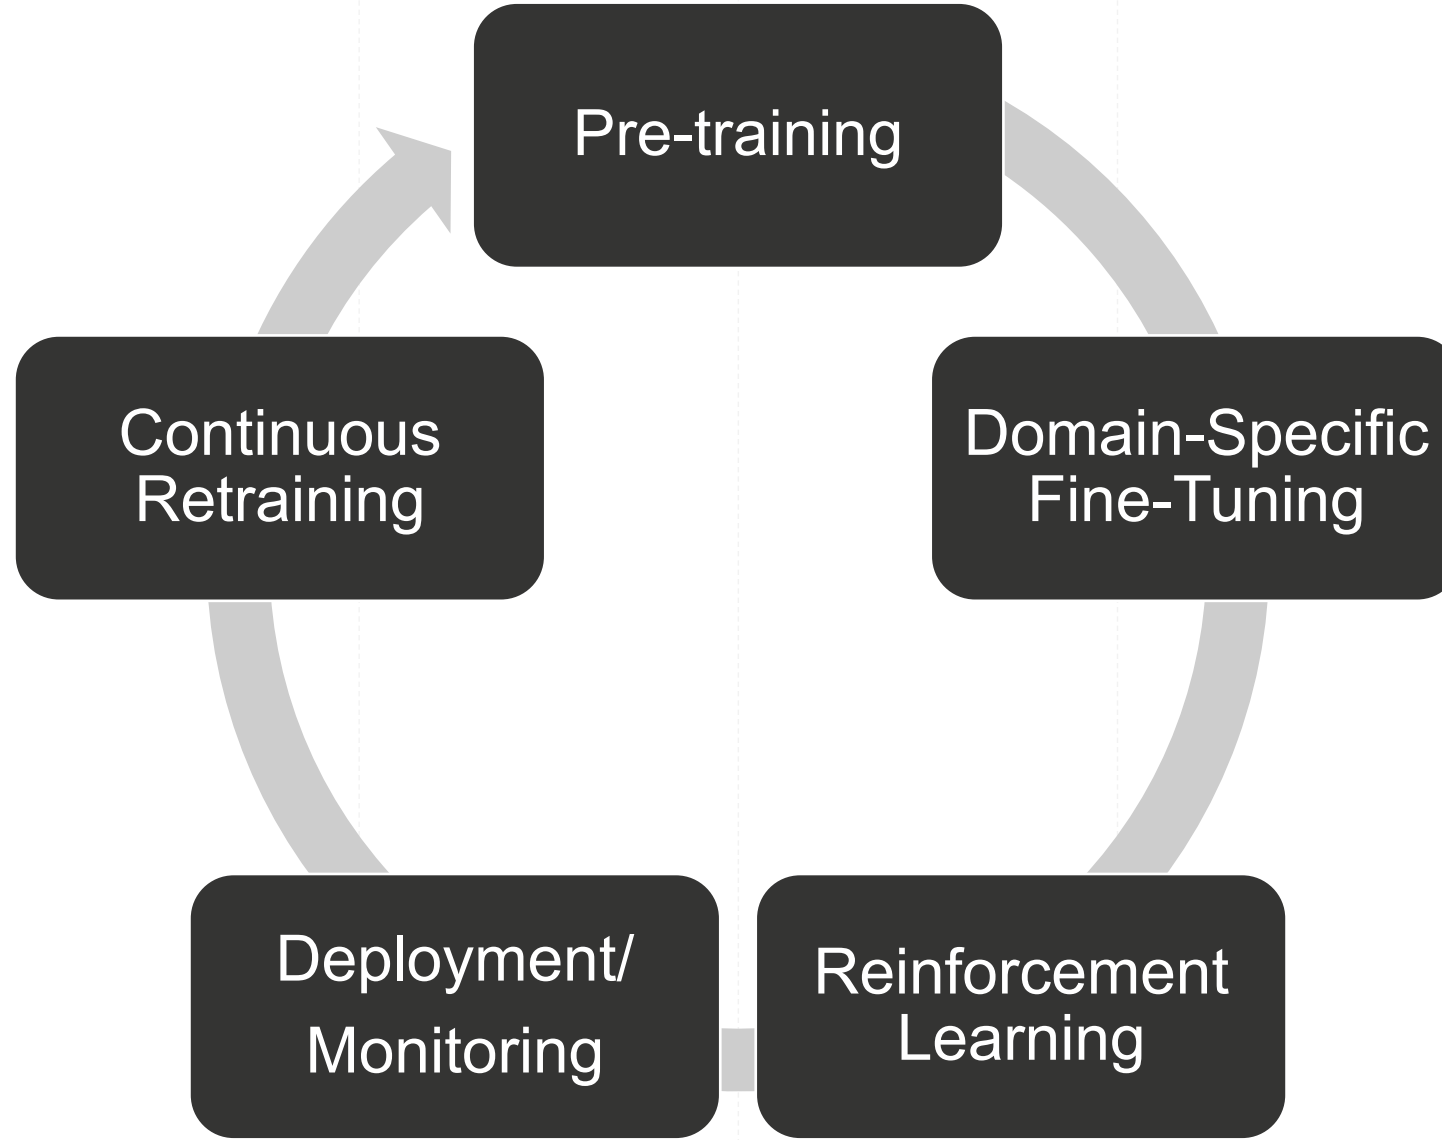 Pre-training
Domain-Specific
Fine-Tuning
Reinforcement
Learning
Deployment/
Monitoring
Continuous
Retraining